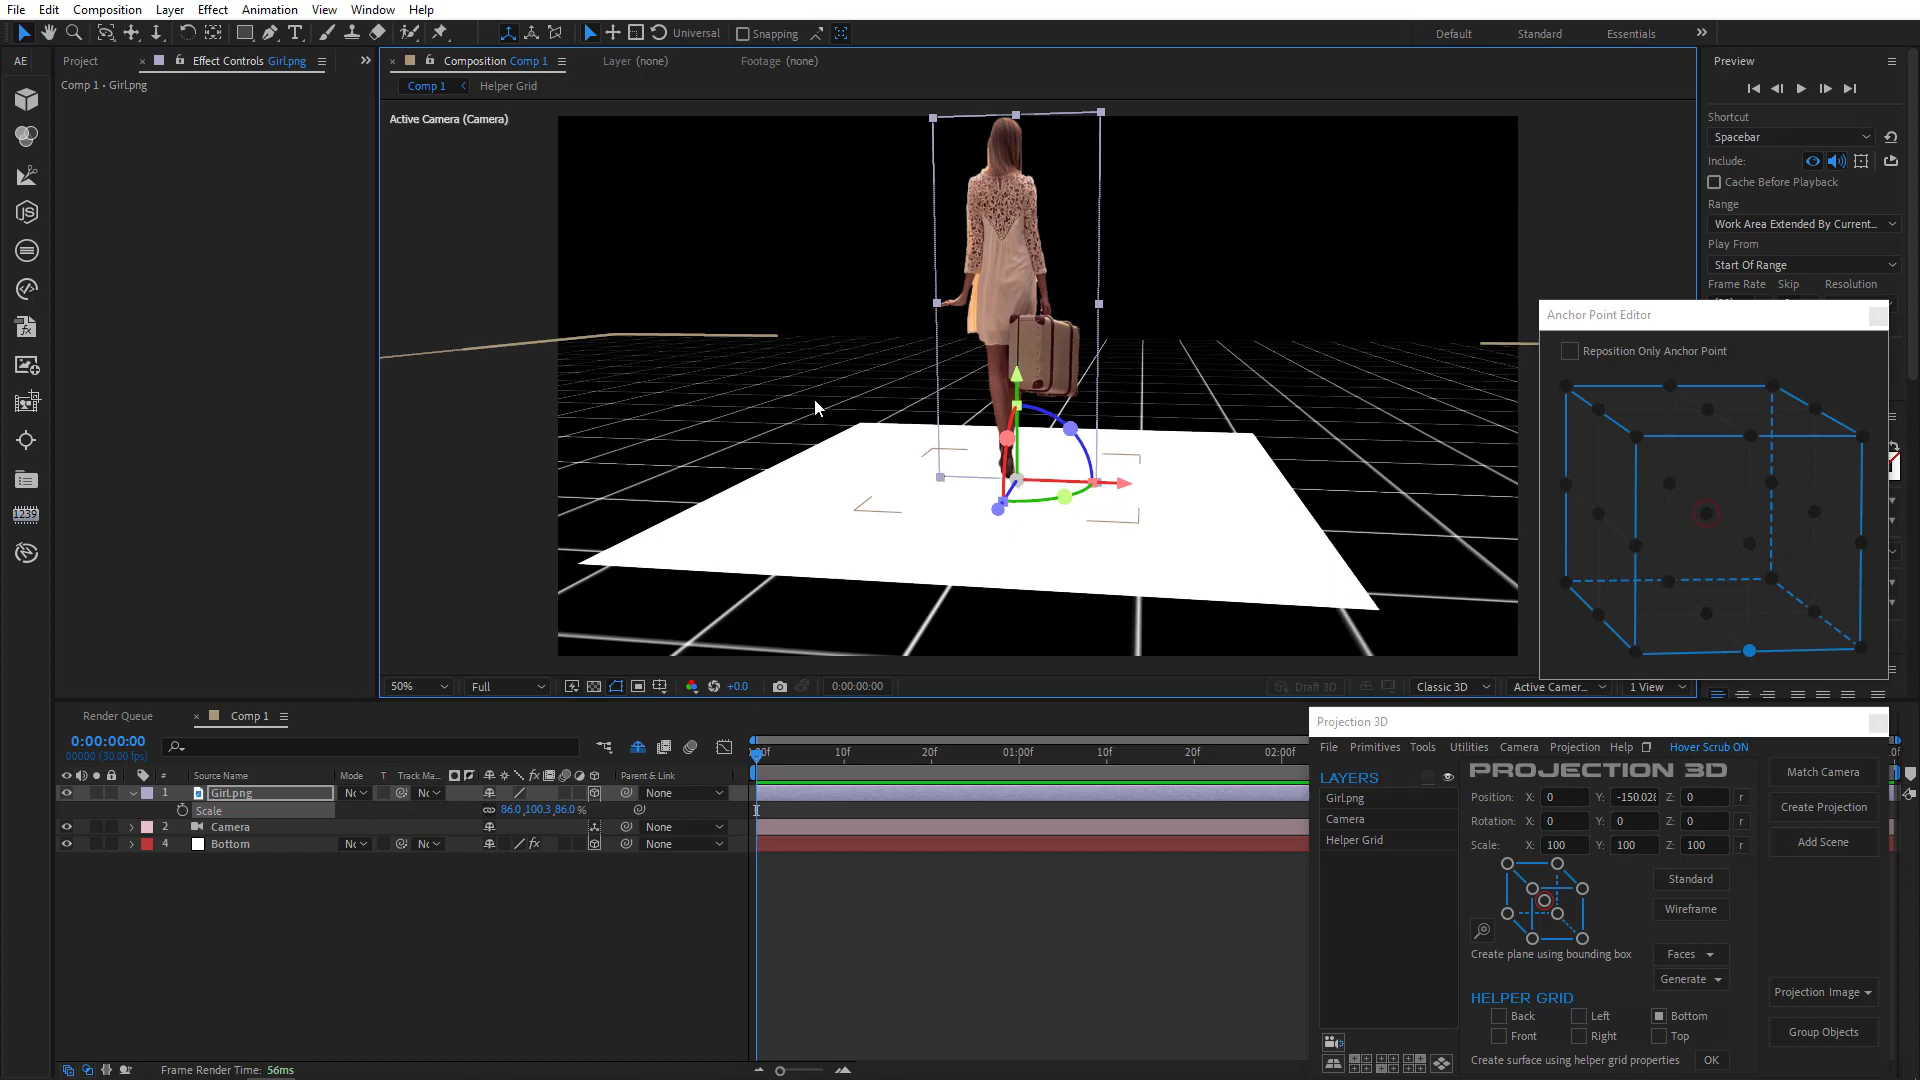 File Edit Composition Layer Effect Animation View Window Help
Universal Snapping Default Standard Essentials
AE Project Effect Controls Girl.png
Comp 1 • Girl.png
Composition Comp 1 Layer (none) Footage (none)
Comp 1 Helper Grid
Active Camera (Camera)
Preview
Shortcut
Spacebar
Include:
Cache Before Playback
Range
Work Area Extended By Current...
Play From
Start Of Range
Frame Rate Skip Resolution
Anchor Point Editor
Reposition Only Anchor Point
50% Full +0.0 0:00:00:00 Draft 3D Classic 3D Active Camer... 1 View
Render Queue Comp 1
0:00:00:00
00000 (30.00 fps)
10f 20f 01:00f 10f 20f 02:00f
# Source Name Mode T Track Ma... Parent & Link
1 Girl.png None
Scale 86.0,100.3,86.0 %
2 Camera None
4 Bottom None
Frame Render Time: 56ms
Projection 3D
File Primitives Tools Utilities Camera Projection Help Hover Scrub ON
LAYERS
Girl.png
Camera
Helper Grid
PROJECTION 3D
Position: X: 0 Y: -150.028 Z: 0 r
Rotation: X: 0 Y: 0 Z: 0 r
Scale: X: 100 Y: 100 Z: 100 r
Standard
Wireframe
Create plane using bounding box
Faces
Generate
HELPER GRID
Back Left Bottom
Front Right Top
Create surface using helper grid properties OK
Match Camera
Create Projection
Add Scene
Projection Image
Group Objects